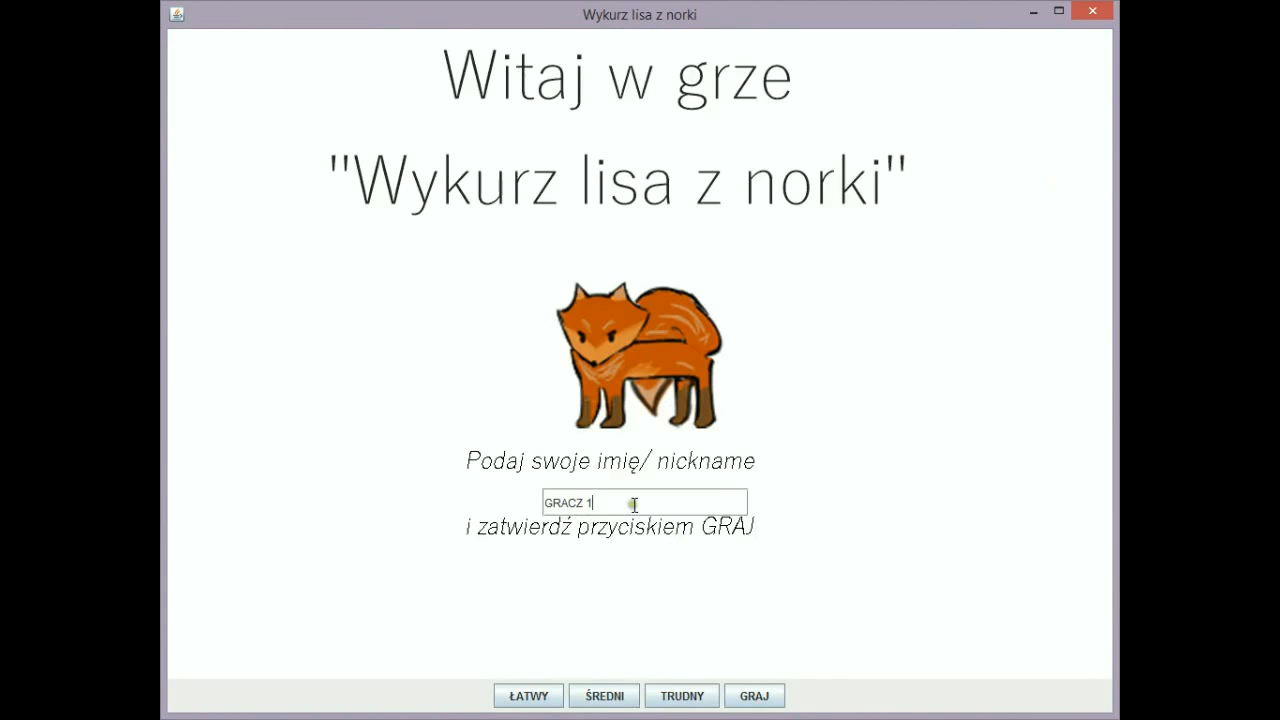 Wykurz lisa z norki
Witaj w grze
"Wykurz lisa z norki"
Podaj swoje imię/ nickname
GRACZ 1
i zatwierdź przyciskiem GRAJ
ŁATWY ŚREDNI TRUDNY GRAJ